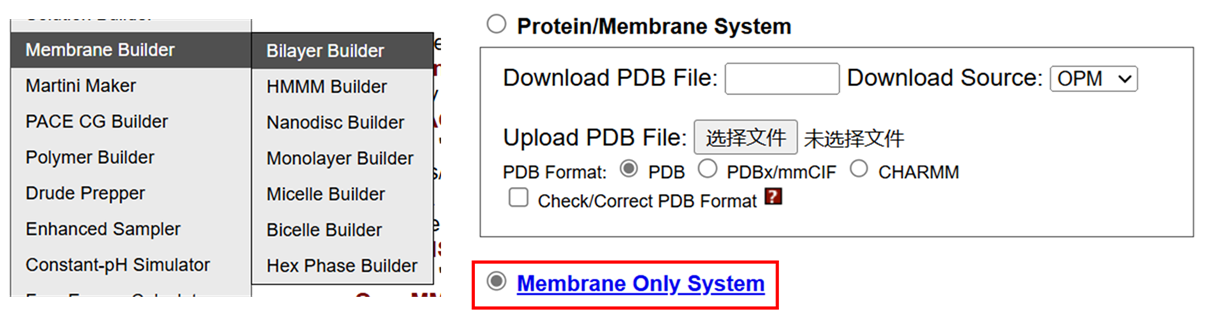 Membrane Builder
Martini Maker
PACE CG Builder
Polymer Builder
Drude Prepper
Enhanced Sampler
Constant-pH Simulator
Bilayer Builder
HMMM Builder
Nanodisc Builder
Monolayer Builder
Micelle Builder
Bicelle Builder
Hex Phase Builder
Protein/Membrane System
Download PDB File: Download Source: OPM
Upload PDB File: 选择文件 未选择文件
PDB Format: PDB PDBx/mmCIF CHARMM
Check/Correct PDB Format ?
Membrane Only System